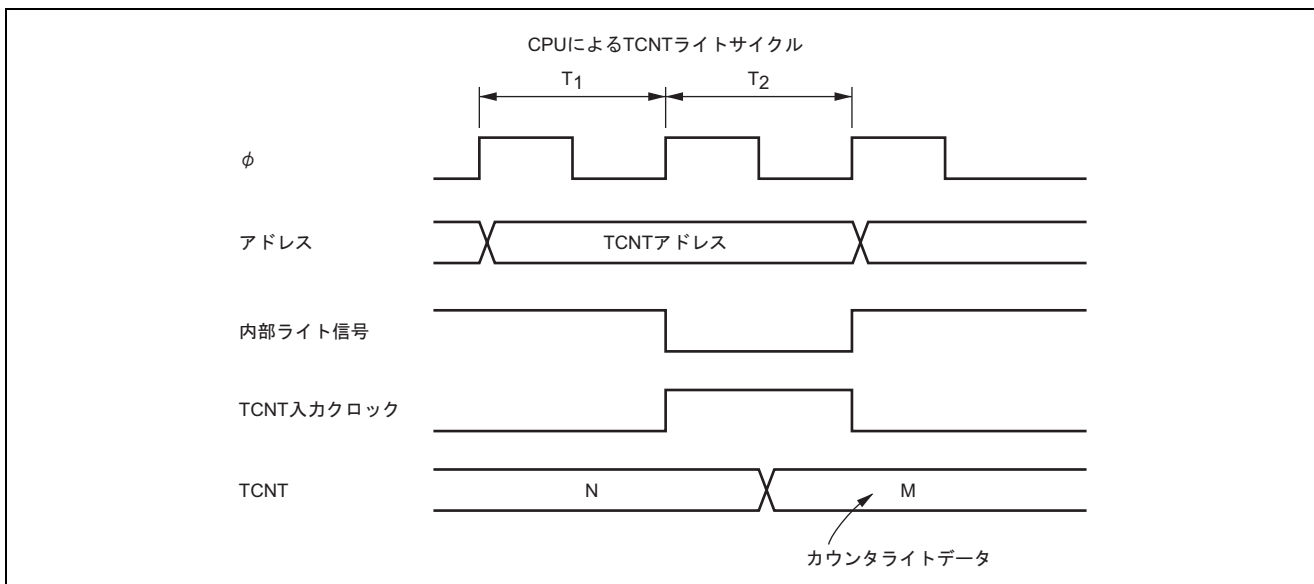 CPUによるTCNTライトサイクル
T1 T2
φ
アドレス TCNTアドレス
内部ライト信号
TCNT入力クロック
TCNT N M
カウンタライトデータ